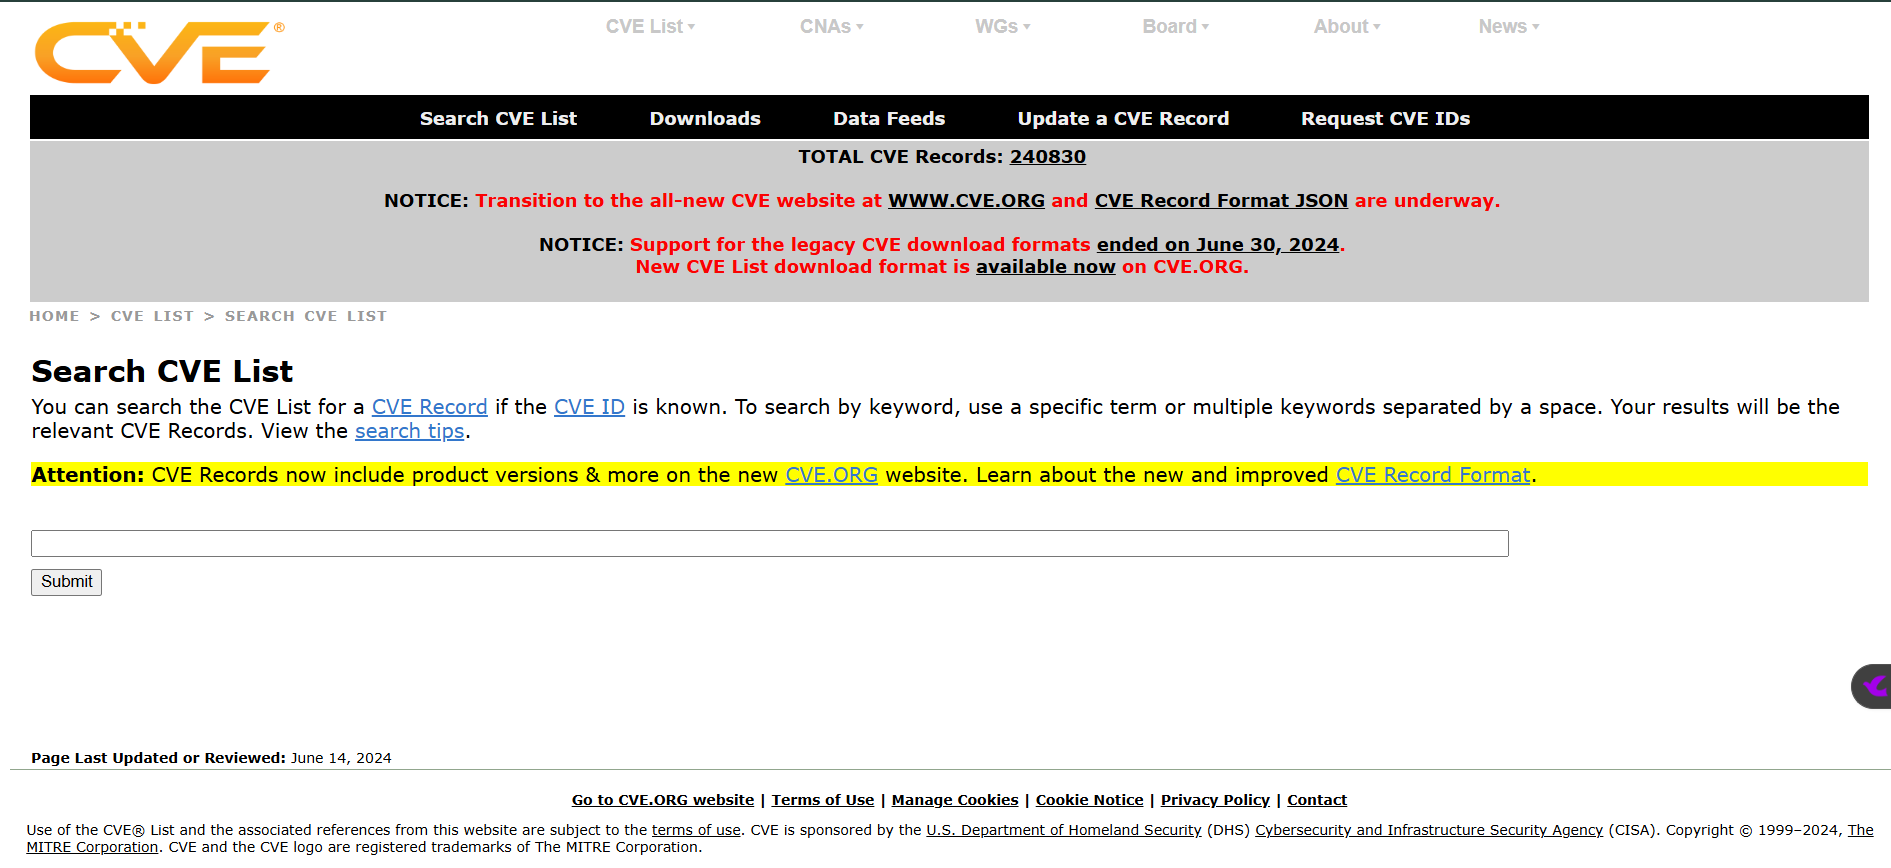 CVE®
CVE List
CNAs
WGs
Board
About
News
Search CVE List
Downloads
Data Feeds
Update a CVE Record
Request CVE IDs
TOTAL CVE Records: 240830
NOTICE: Transition to the all-new CVE website at WWW.CVE.ORG and CVE Record Format JSON are underway.
NOTICE: Support for the legacy CVE download formats ended on June 30, 2024.
New CVE List download format is available now on CVE.ORG.
HOME > CVE LIST > SEARCH CVE LIST
Search CVE List
You can search the CVE List for a CVE Record if the CVE ID is known. To search by keyword, use a specific term or multiple keywords separated by a space. Your results will be the
relevant CVE Records. View the search tips.
Attention: CVE Records now include product versions & more on the new CVE.ORG website. Learn about the new and improved CVE Record Format.
Submit
Page Last Updated or Reviewed: June 14, 2024
Go to CVE.ORG website | Terms of Use | Manage Cookies | Cookie Notice | Privacy Policy | Contact
Use of the CVE® List and the associated references from this website are subject to the terms of use. CVE is sponsored by the U.S. Department of Homeland Security (DHS) Cybersecurity and Infrastructure Security Agency (CISA). Copyright © 1999–2024, The
MITRE Corporation. CVE and the CVE logo are registered trademarks of The MITRE Corporation.